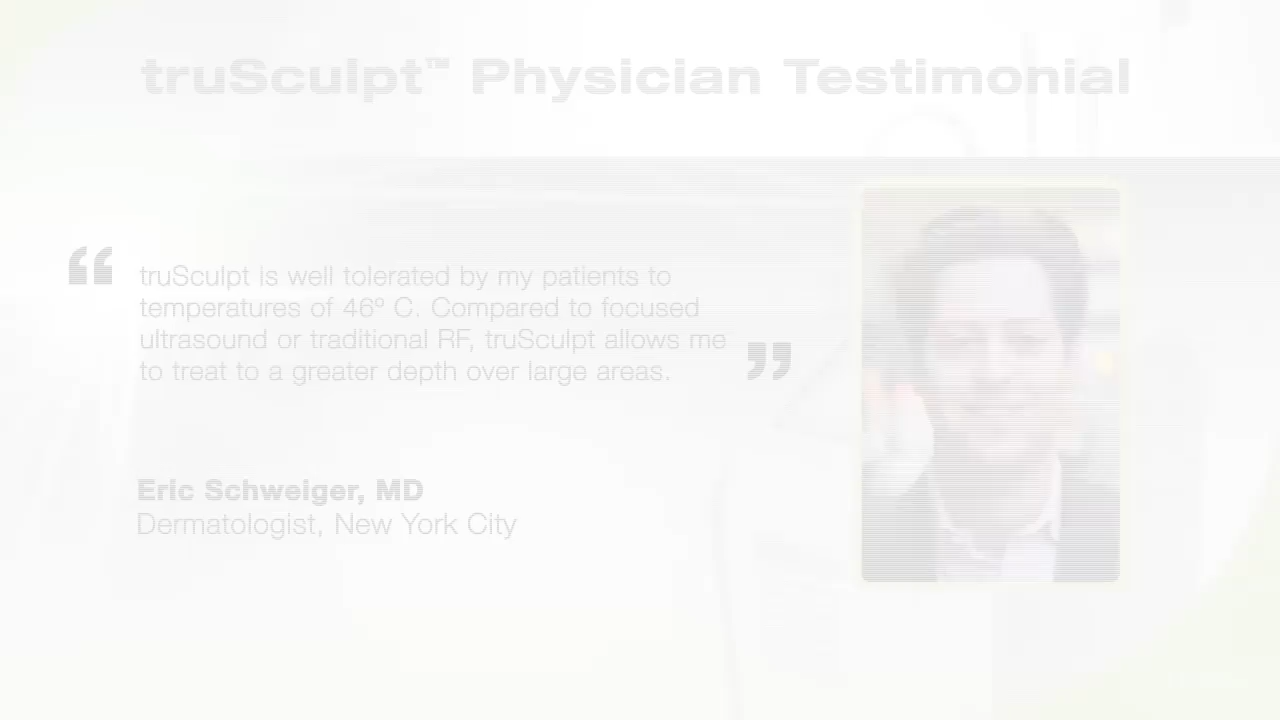 truSculpt™ Physician Testimonial
“ truSculpt is well tolerated by my patients to
temperatures of 46º C. Compared to focused
ultrasound or traditional RF, truSculpt allows me
to treat to a greater depth over large areas. ”
Eric Schweiger, MD
Dermatologist, New York City